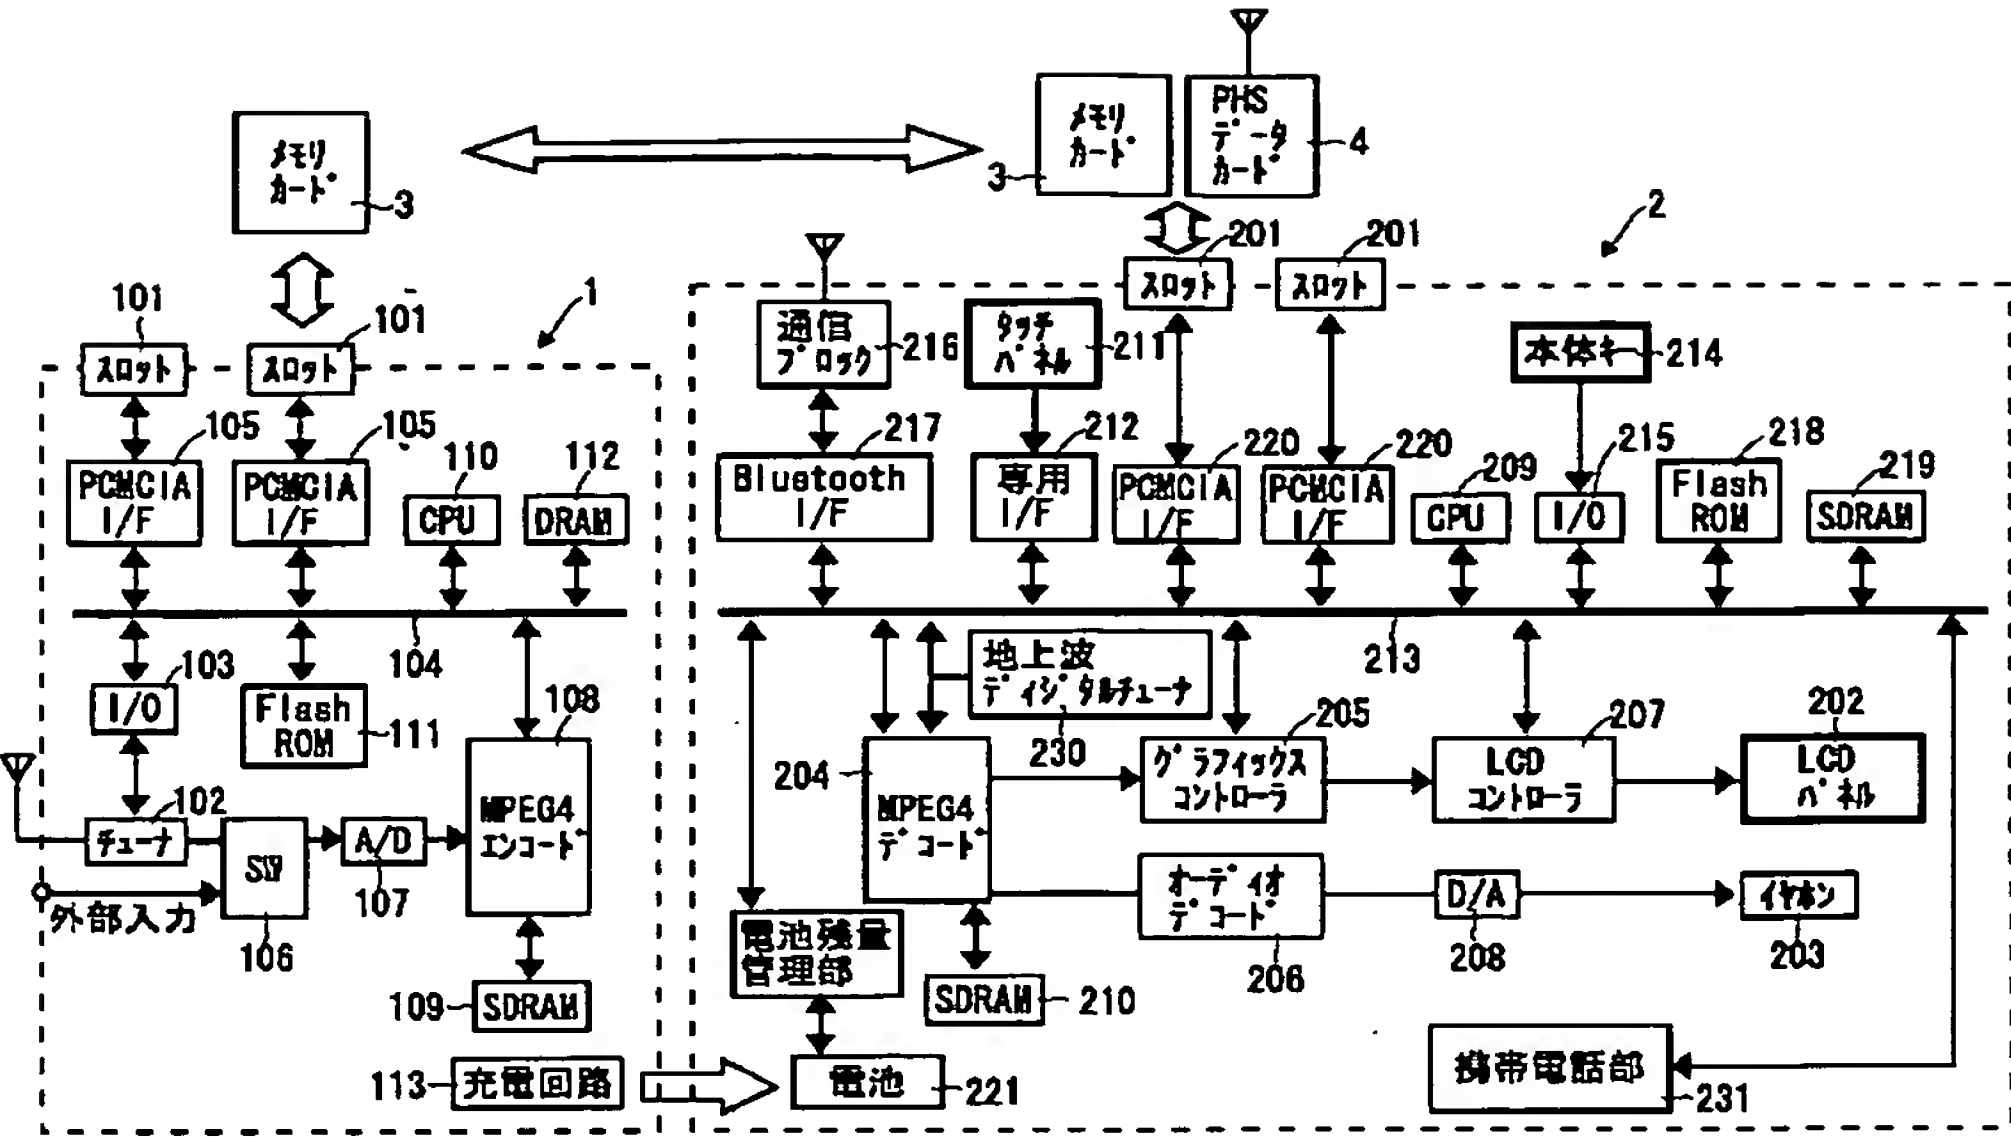 メモリ
カード
3
メモリ
カード
3
PHS
データ
カード
4
2
1
101
スロット
101
スロット
201
スロット
201
スロット
通信
ブロック
216
タッチ
パネル
211
本体キー
214
105
PCMCIA
I/F
105
PCMCIA
I/F
110
CPU
112
DRAM
217
Bluetooth
I/F
212
専用
I/F
220
PCMCIA
I/F
220
PCMCIA
I/F
209
CPU
215
I/O
218
Flash
ROM
219
SDRAM
104
213
103
I/O
Flash
ROM
111
108
MPEG4
エンコード
102
チューナ
SW
106
A/D
107
外部入力
109
SDRAM
113
充電回路
地上波
ディジタルチューナ
230
204
MPEG4
デコード
205
グラフィックス
コントローラ
207
LCD
コントローラ
202
LCD
パネル
オーディオ
デコード
206
D/A
208
イヤホン
203
電池残量
管理部
SDRAM
210
電池
221
携帯電話部
231